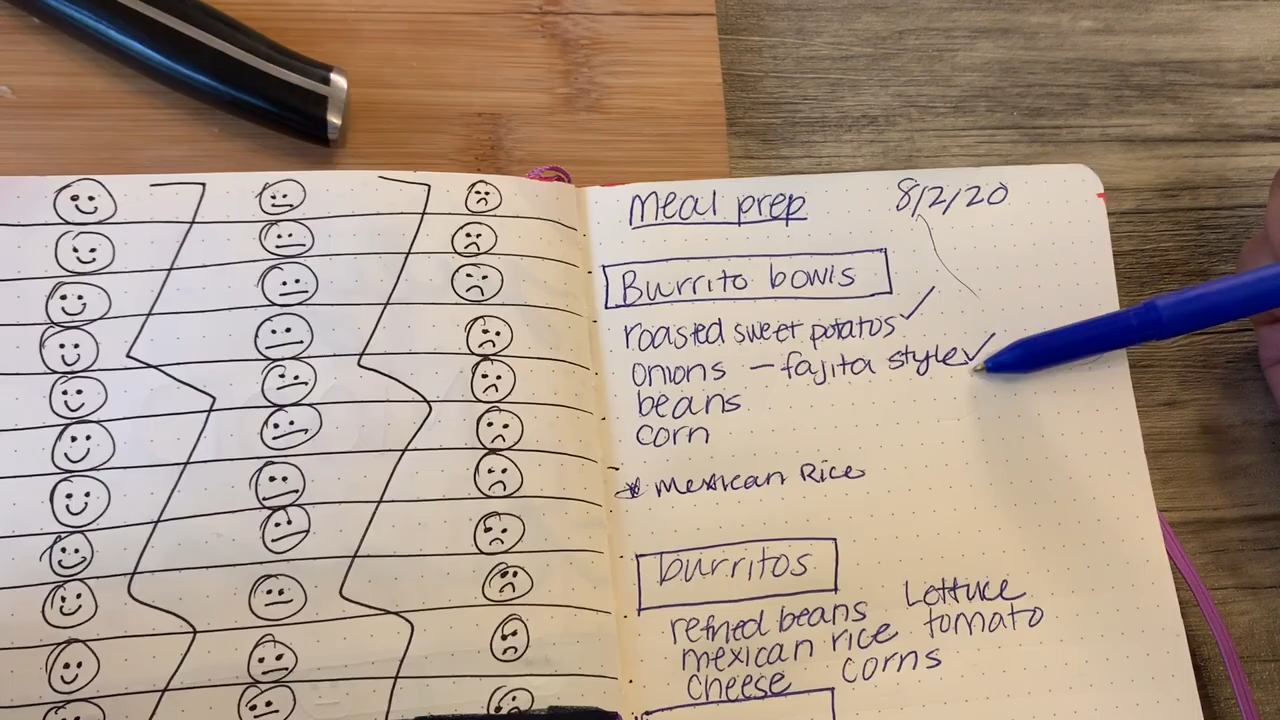 meal prep 8/2/20
Burrito bowls
roasted sweet potatos ✓
onions – fajita style ✓
beans
corn
* mexican Rice
burritos
refried beans Lettuce
mexican rice tomato
cheese corns